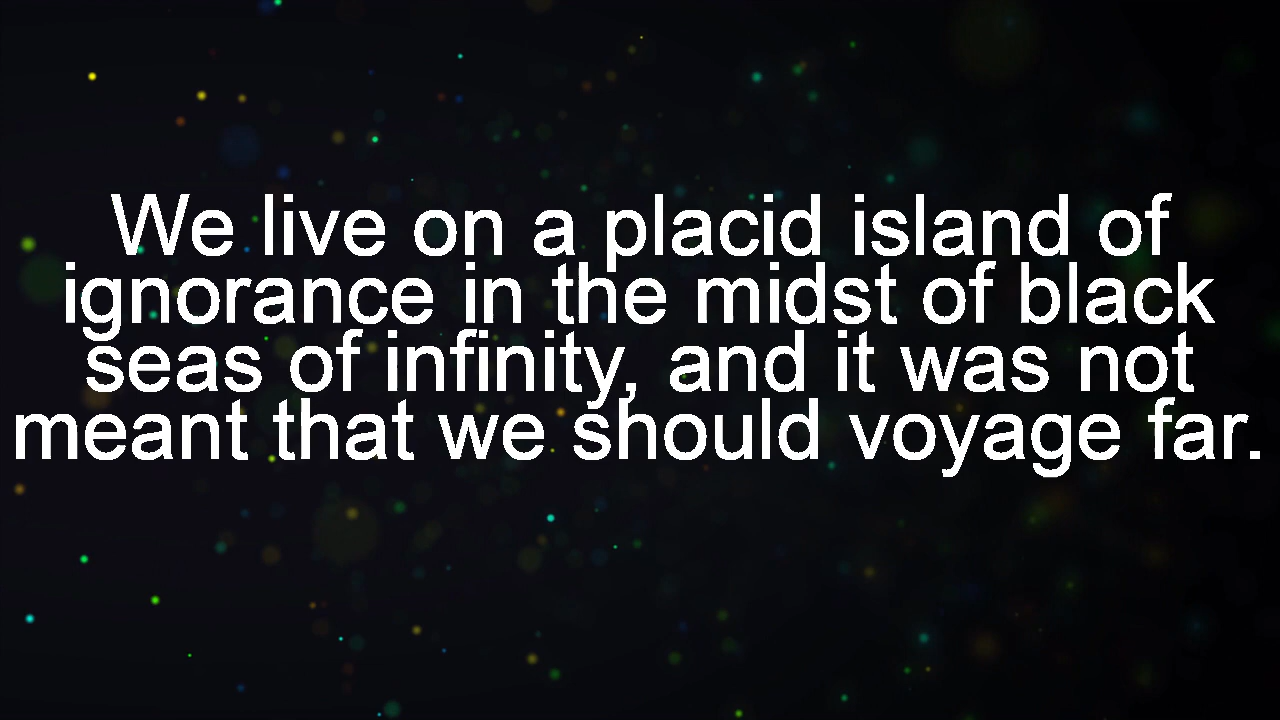 We live on a placid island of
ignorance in the midst of black
seas of infinity, and it was not
meant that we should voyage far.